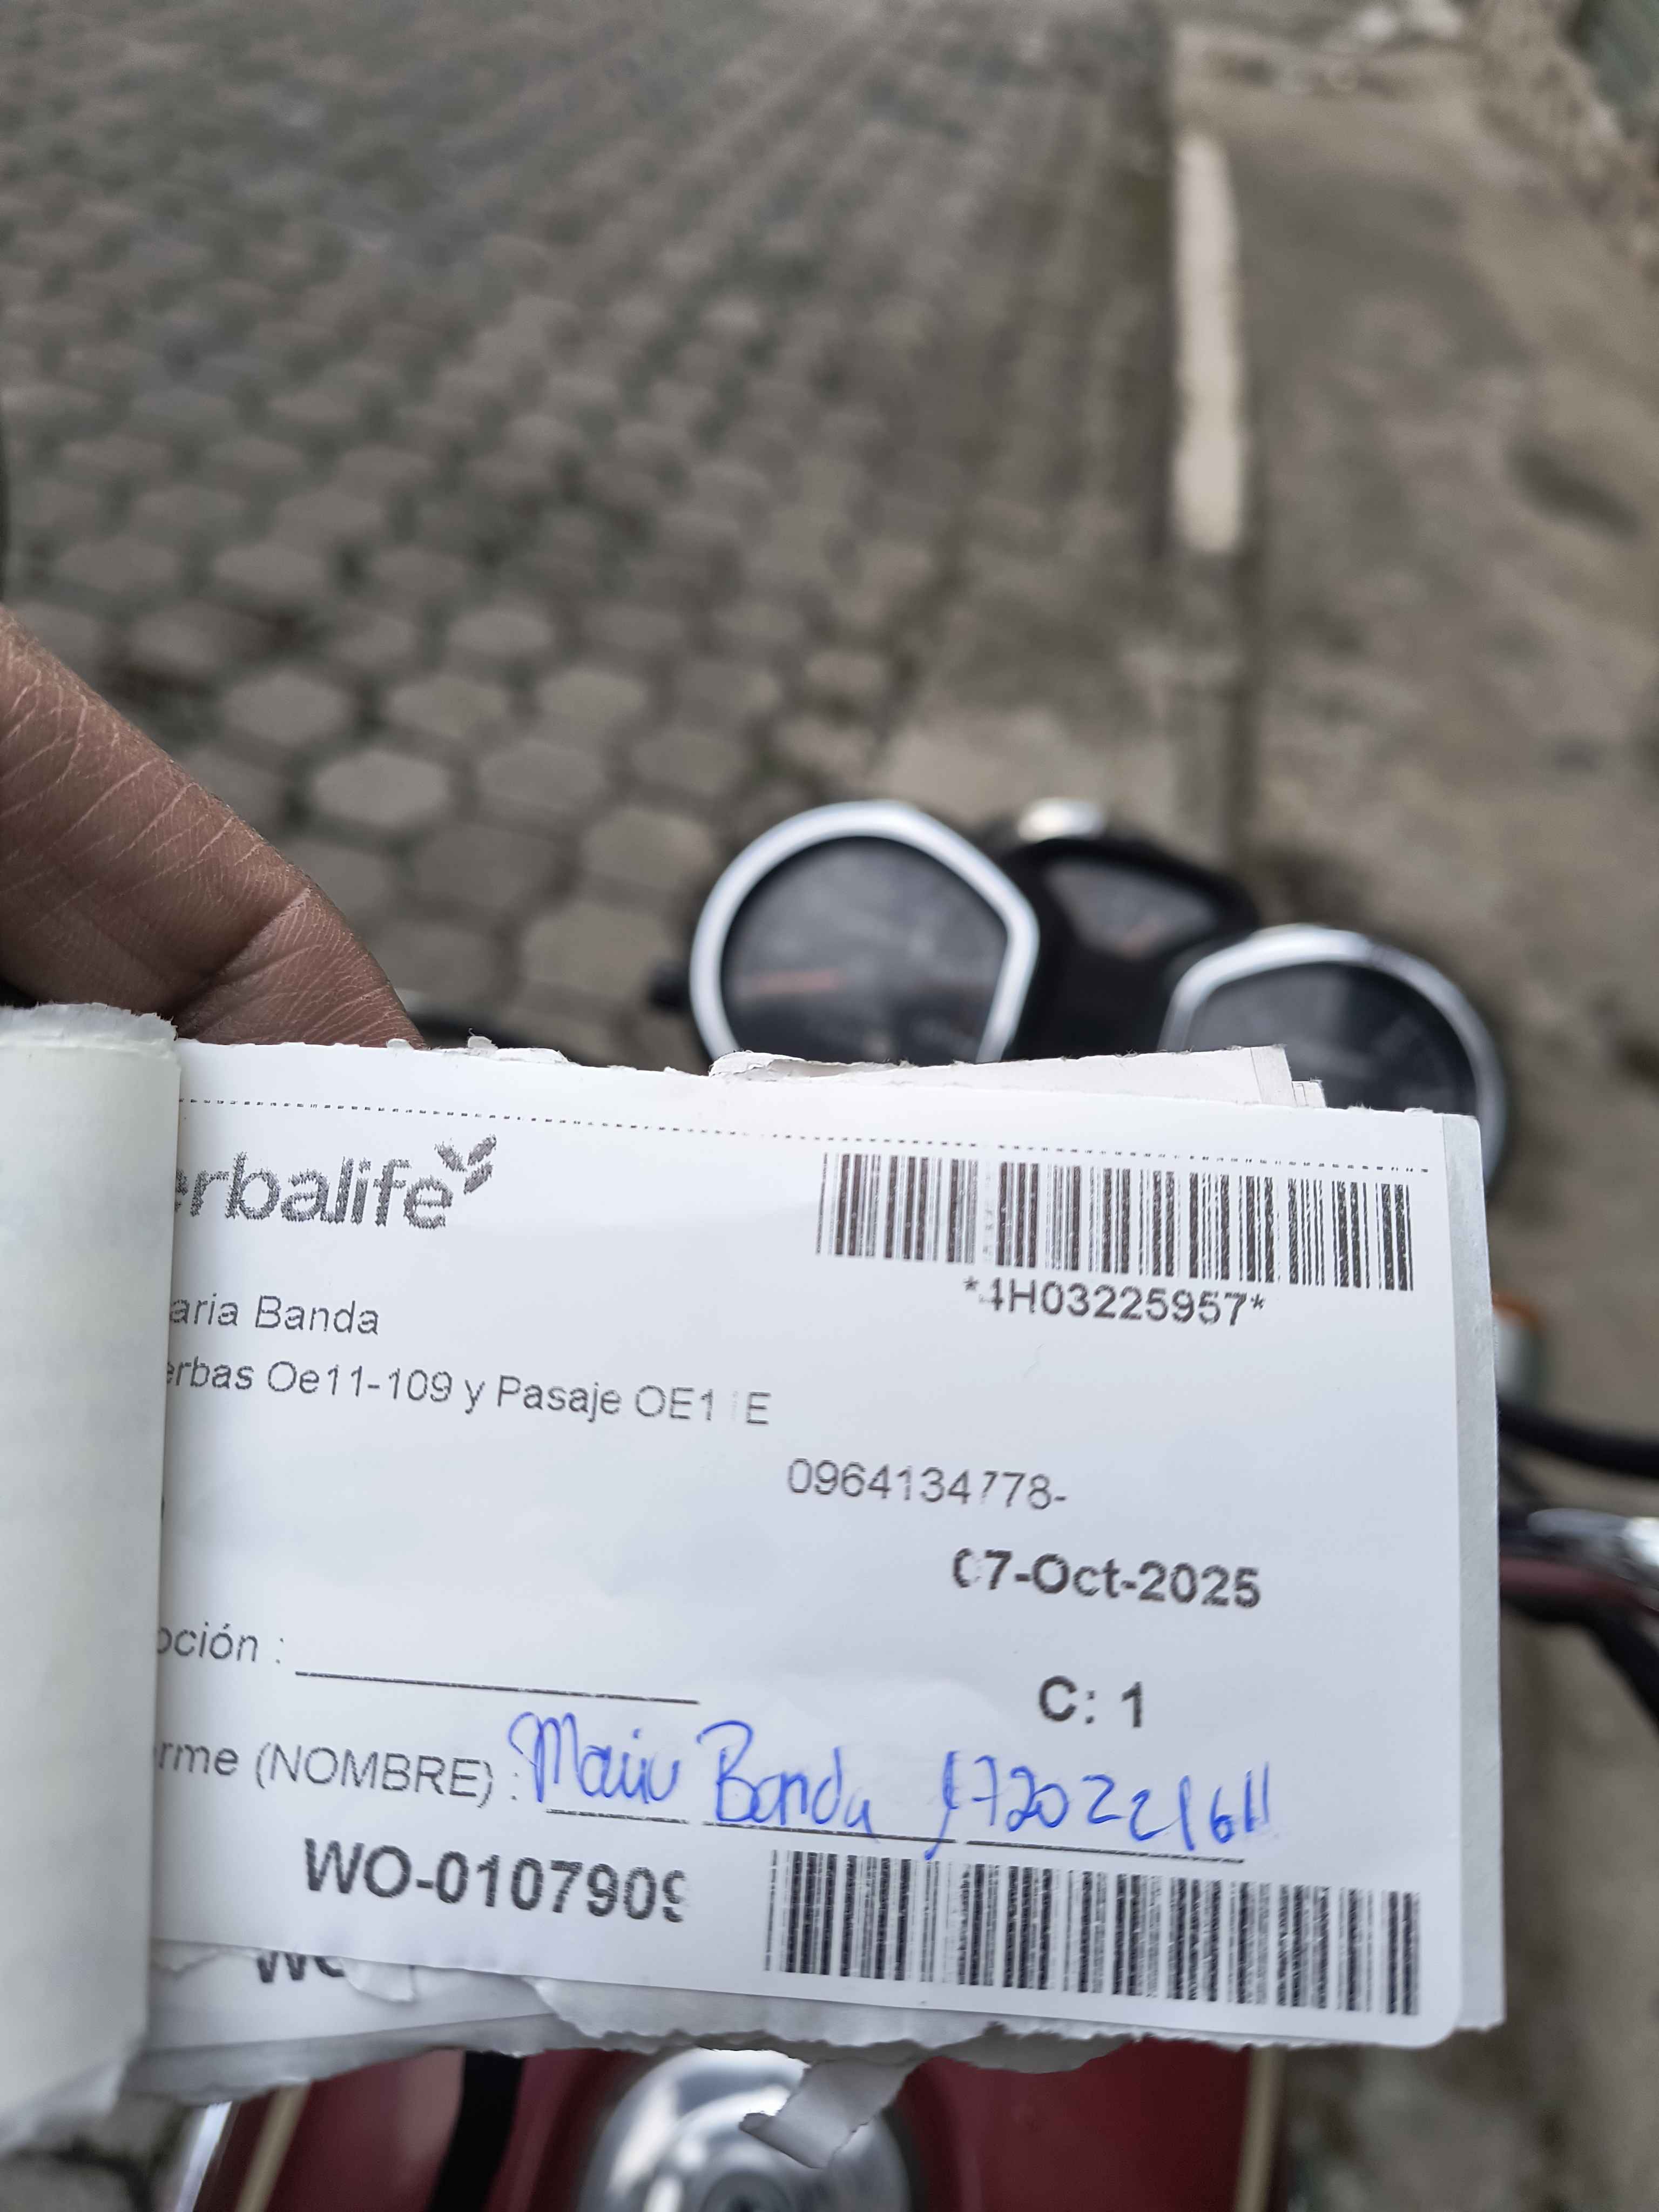 erbalife
*4H03225957*
aria Banda
erbas Oe11-109 y Pasaje OE1 E
0964134778-
07-Oct-2025
pción :
C: 1
rme (NOMBRE) : Maria Banda
WO-0107909